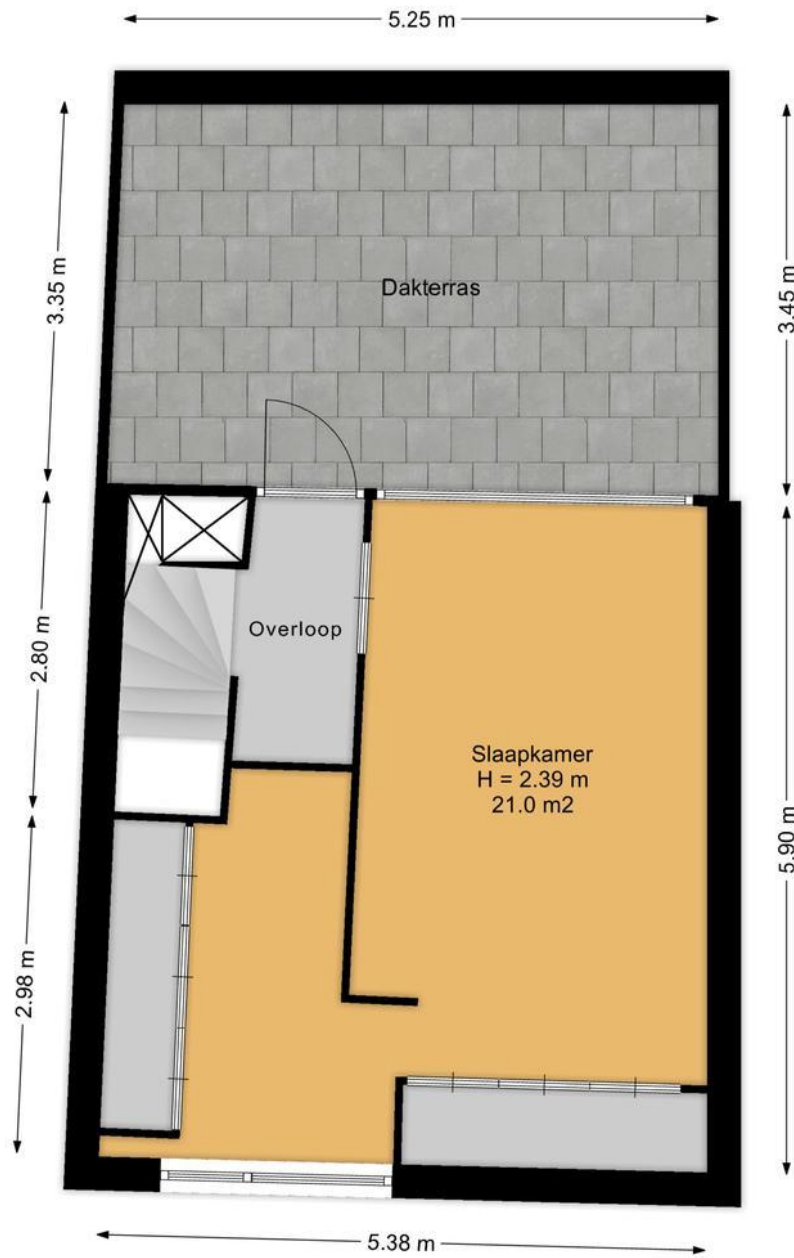 5.25 m
3.35 m
3.45 m
Dakterras
2.80 m
Overloop
Slaapkamer
H = 2.39 m
21.0 m2
5.90 m
2.98 m
5.38 m